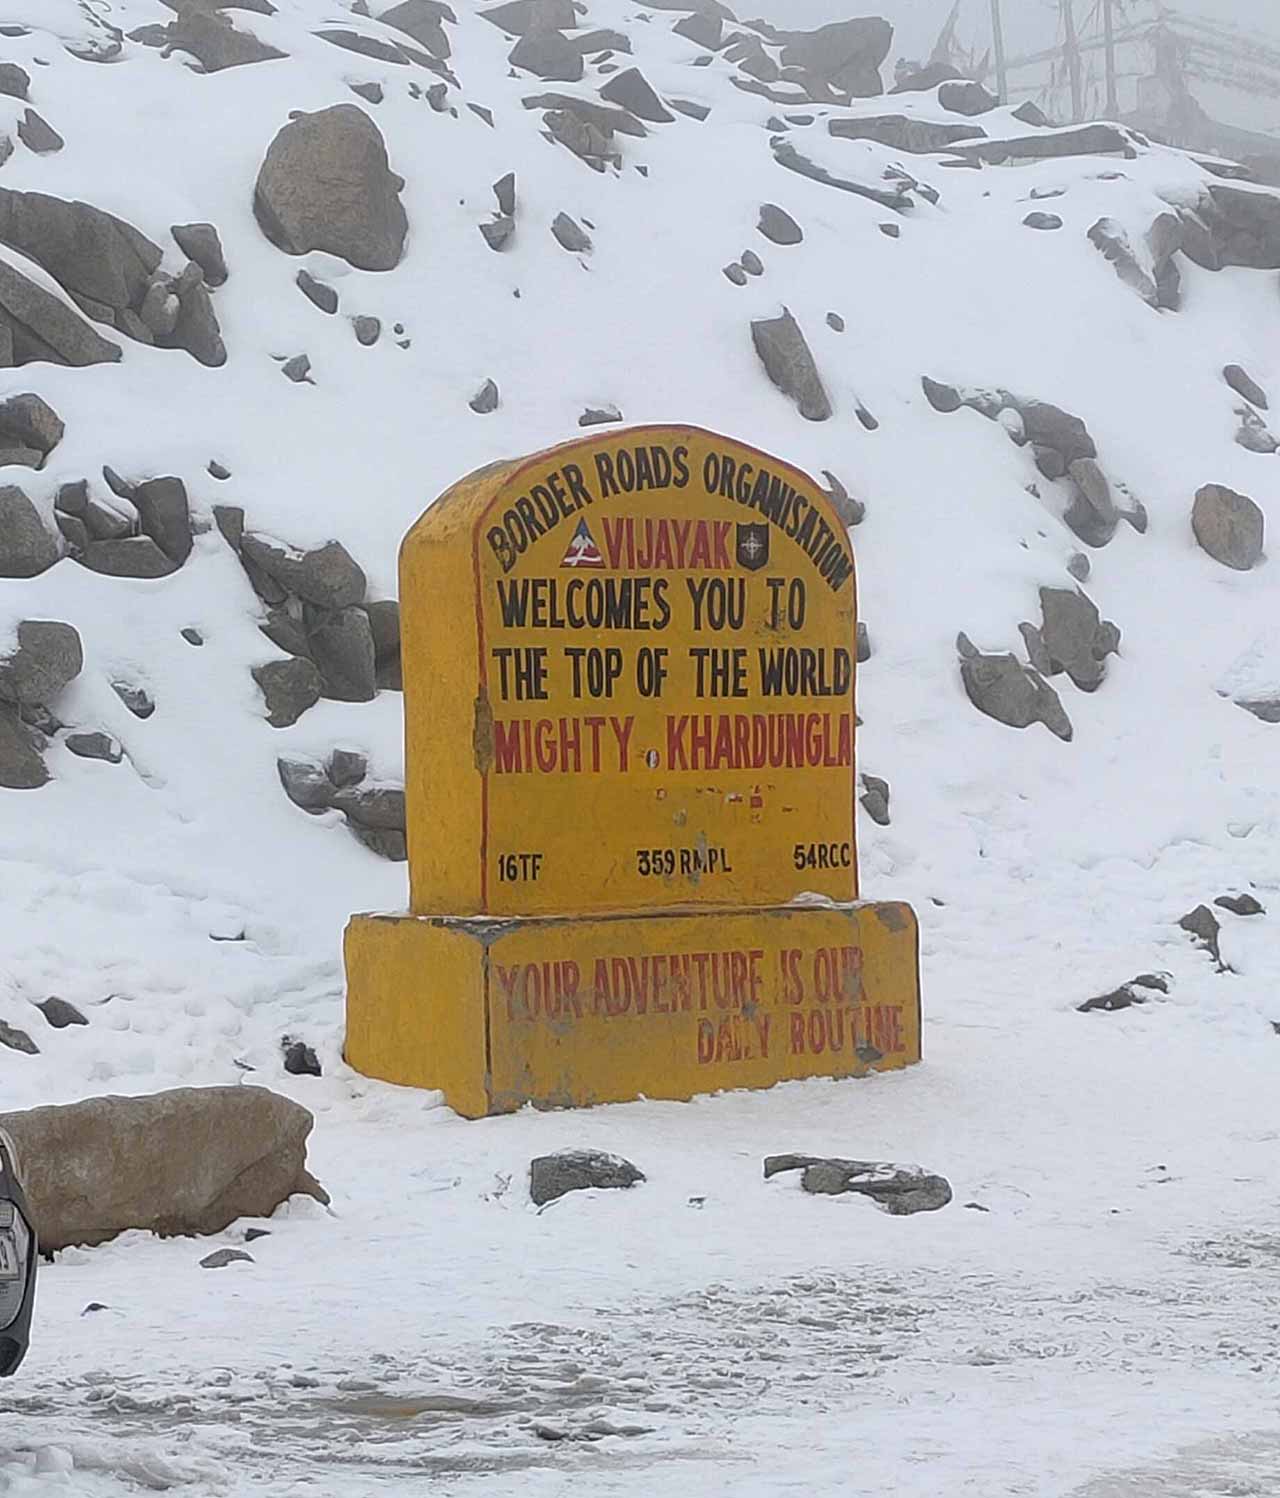 BORDER ROADS ORGANISATION
VIJAYAK
WELCOMES YOU TO
THE TOP OF THE WORLD
MIGHTY KHARDUNGLA
16TF 359 RMPL 54RCC
YOUR ADVENTURE IS OUR
DAILY ROUTINE